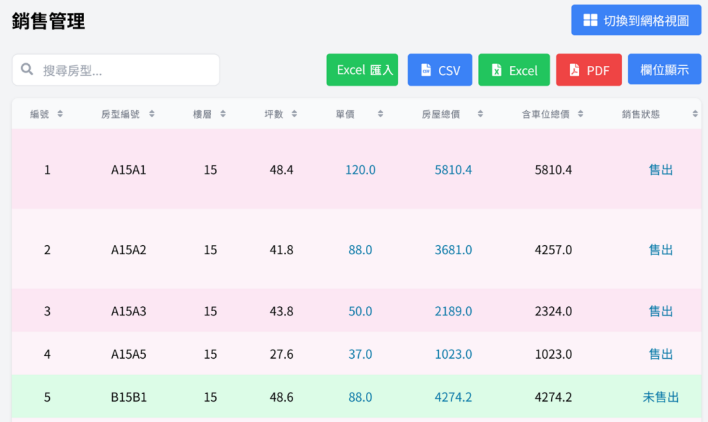 銷售管理
切換到網格視圖
搜尋房型...
Excel 匯入 CSV Excel PDF 欄位顯示
編號 房型編號 樓層 坪數 單價 房屋總價 含車位總價 銷售狀態
1 A15A1 15 48.4 120.0 5810.4 5810.4 售出
2 A15A2 15 41.8 88.0 3681.0 4257.0 售出
3 A15A3 15 43.8 50.0 2189.0 2324.0 售出
4 A15A5 15 27.6 37.0 1023.0 1023.0 售出
5 B15B1 15 48.6 88.0 4274.2 4274.2 未售出